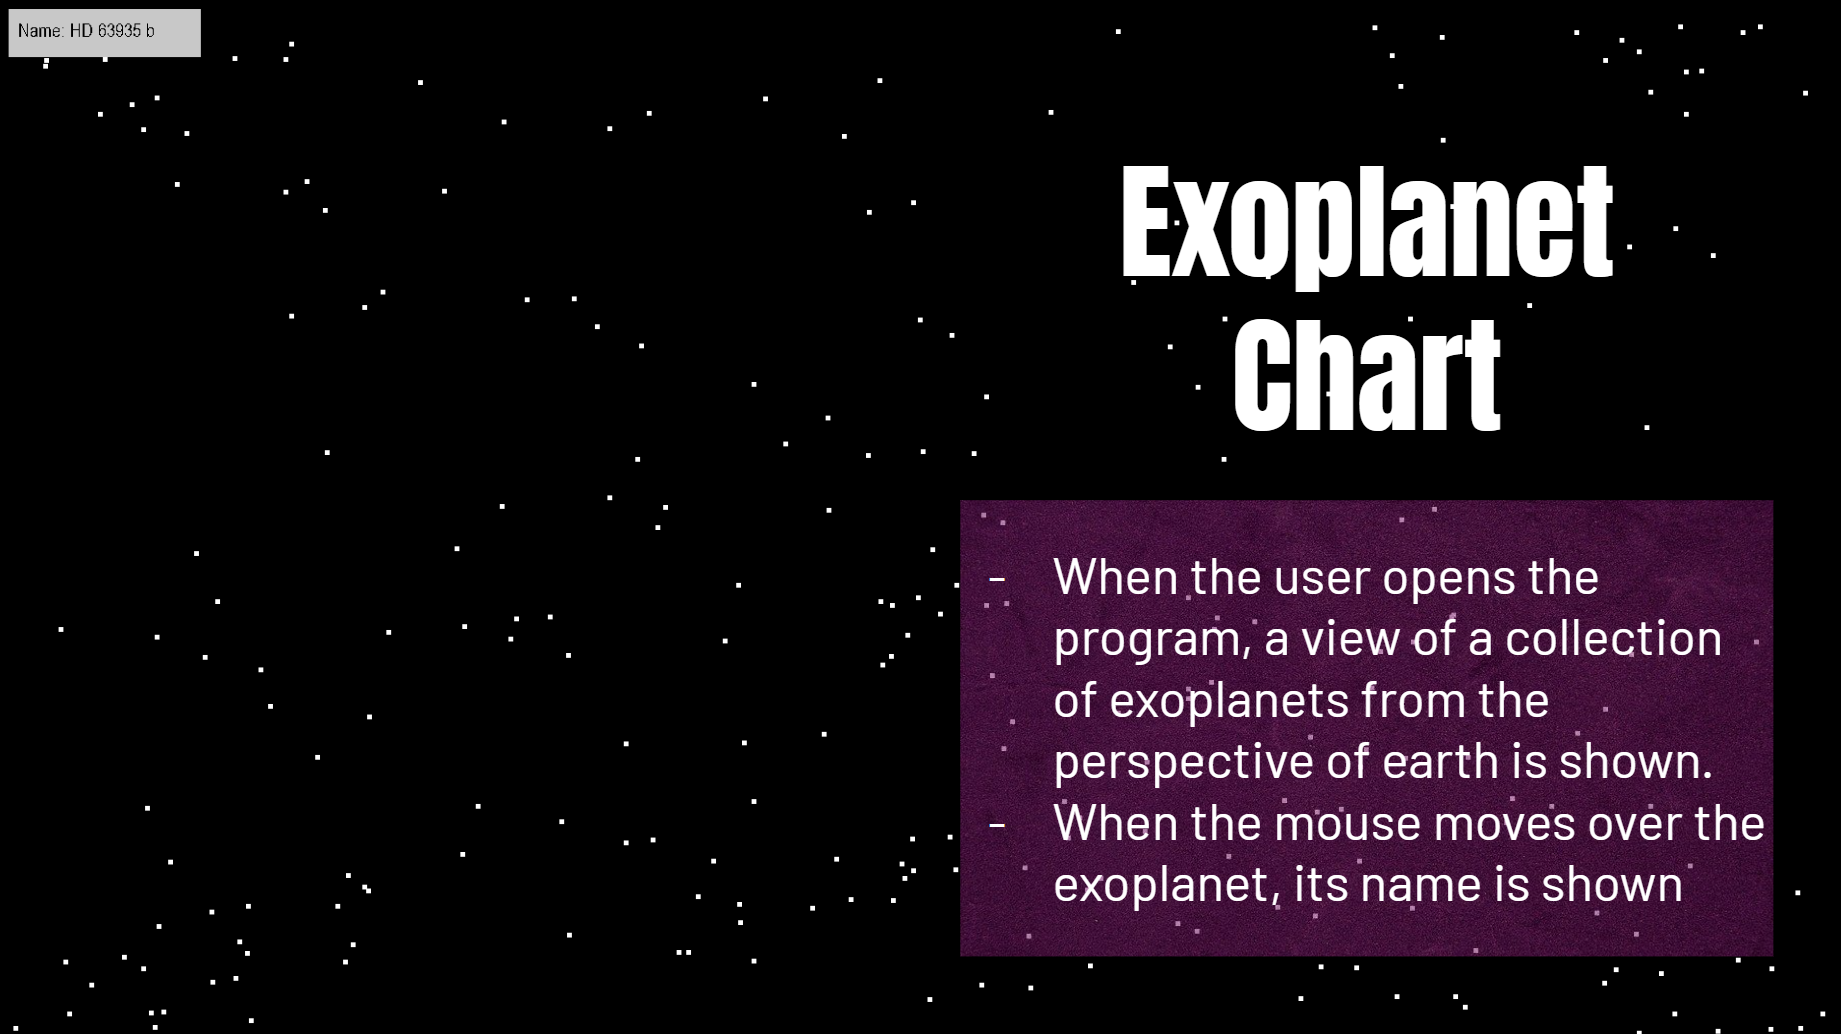 Name: HD 63935 b
Exoplanet
Chart
- When the user opens the
program, a view of a collection
of exoplanets from the
perspective of earth is shown.
- When the mouse moves over the
exoplanet, its name is shown